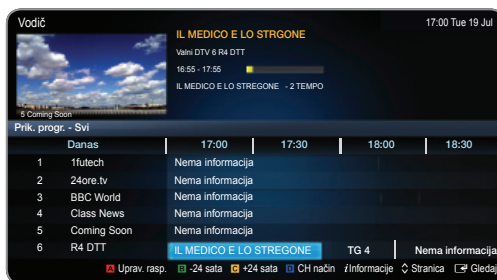 Vodič
17:00 Tue 19 Jul
IL MEDICO E LO STRGONE
Valni DTV 6 R4 DTT
16:55 - 17:55
IL MEDICO E LO STREGONE - 2 TEMPO
5 Coming Soon
Prik. progr. - Svi
Danas 17:00 17:30 18:00 18:30
1 1futech Nema informacija
2 24ore.tv Nema informacija
3 BBC World Nema informacija
4 Class News Nema informacija
5 Coming Soon Nema informacija
6 R4 DTT IL MEDICO E LO STREGONE TG 4 Nema informacija
A Uprav. rasp. B -24 sata C +24 sata D CH način i Informacije Stranica Gledaj